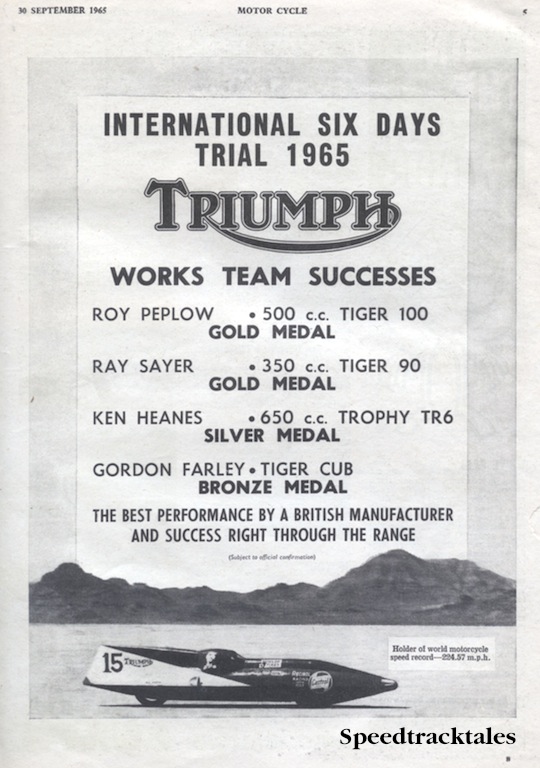 30 SEPTEMBER 1965 MOTOR CYCLE
INTERNATIONAL SIX DAYS
TRIAL 1965
TRIUMPH
WORKS TEAM SUCCESSES
ROY PEPLOW • 500 c.c. TIGER 100
GOLD MEDAL
RAY SAYER • 350 c.c. TIGER 90
GOLD MEDAL
KEN HEANES • 650 c.c. TROPHY TR6
SILVER MEDAL
GORDON FARLEY • TIGER CUB
BRONZE MEDAL
THE BEST PERFORMANCE BY A BRITISH MANUFACTURER
AND SUCCESS RIGHT THROUGH THE RANGE
(Subject to official confirmation)
Holder of world motorcycle
speed record—224.57 m.p.h.
15 TRIUMPH
Speedtracktales